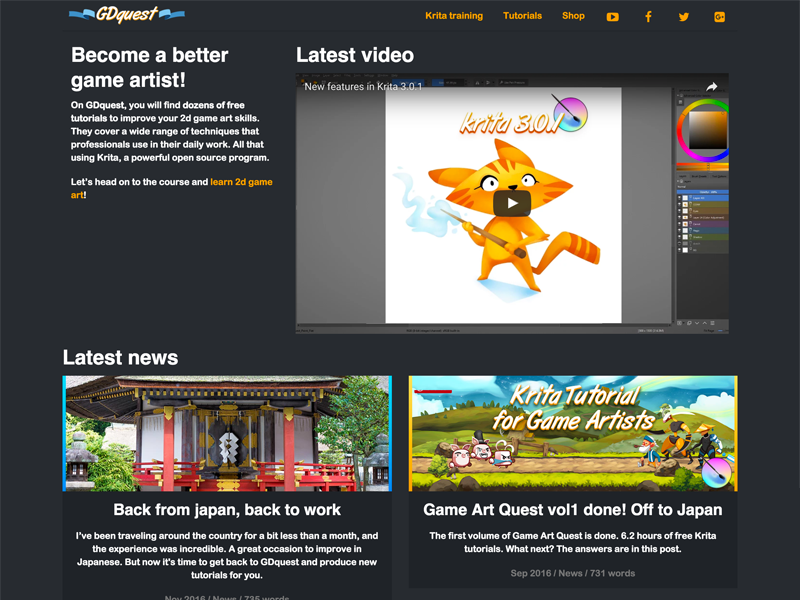 GDquest
Krita training Tutorials Shop
Become a better
game artist!
On GDquest, you will find dozens of free
tutorials to improve your 2d game art skills.
They cover a wide range of techniques that
professionals use in their daily work. All that
using Krita, a powerful open source program.
Let's head on to the course and learn 2d game
art!
Latest video
New features in Krita 3.0.1
krita 3.0.1
Latest news
Back from japan, back to work
I've been traveling around the country for a bit less than a month, and
the experience was incredible. A great occasion to improve in
Japanese. But now it's time to get back to GDquest and produce new
tutorials for you.
Nov 2016 / News / 735 words
Krita Tutorial
for Game Artists
Game Art Quest vol1 done! Off to Japan
The first volume of Game Art Quest is done. 6.2 hours of free Krita
tutorials. What next? The answers are in this post.
Sep 2016 / News / 731 words